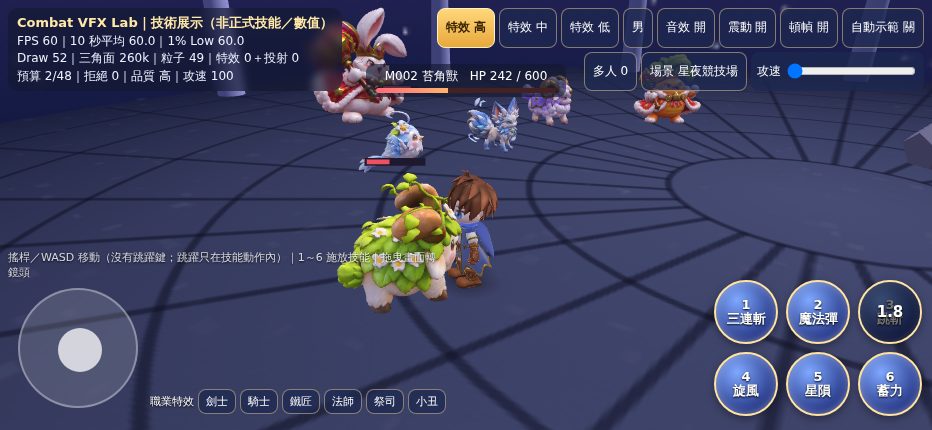 Combat VFX Lab｜技術展示（非正式技能／數值）
FPS 60｜10 秒平均 60.0｜1% Low 60.0
Draw 52｜三角面 260k｜粒子 49｜特效 0＋投射 0
預算 2/48｜拒絕 0｜品質 高｜攻速 100
特效 高
特效 中
特效 低
男
音效 開
震動 開
頓幀 開
自動示範 關
多人 0
場景 星夜競技場
攻速
M002 苔角獸 HP 242 / 600
搖桿／WASD 移動（沒有跳躍鍵；跳躍只在技能動作內）｜1～6 施放技能｜拖曳畫面轉
鏡頭
1
三連斬
2
魔法彈
3
跳斬
1.8
4
旋風
5
星隕
6
蓄力
職業特效
劍士
騎士
鐵匠
法師
祭司
小丑